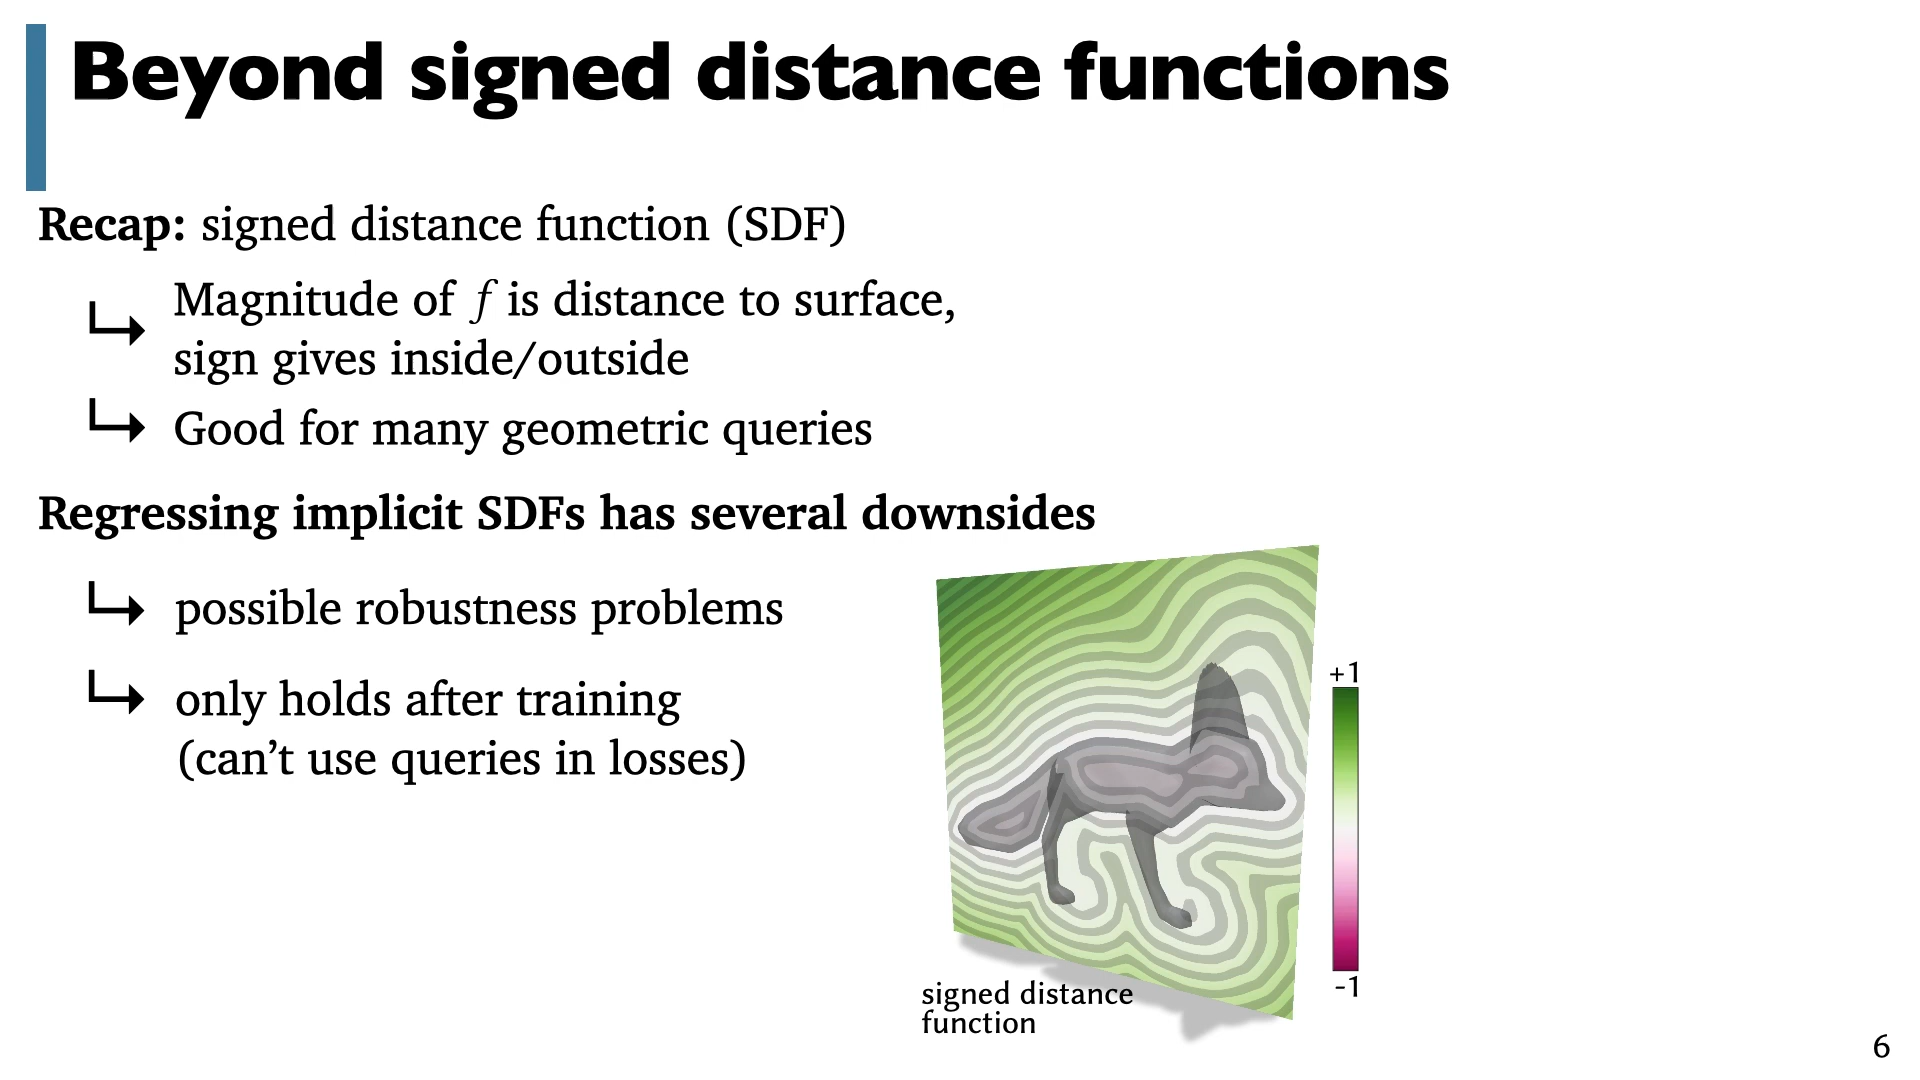 Beyond signed distance functions
Recap: signed distance function (SDF)
Magnitude of f is distance to surface,
sign gives inside/outside
Good for many geometric queries
Regressing implicit SDFs has several downsides
possible robustness problems
only holds after training
(can’t use queries in losses)
+1
-1
signed distance
function
6